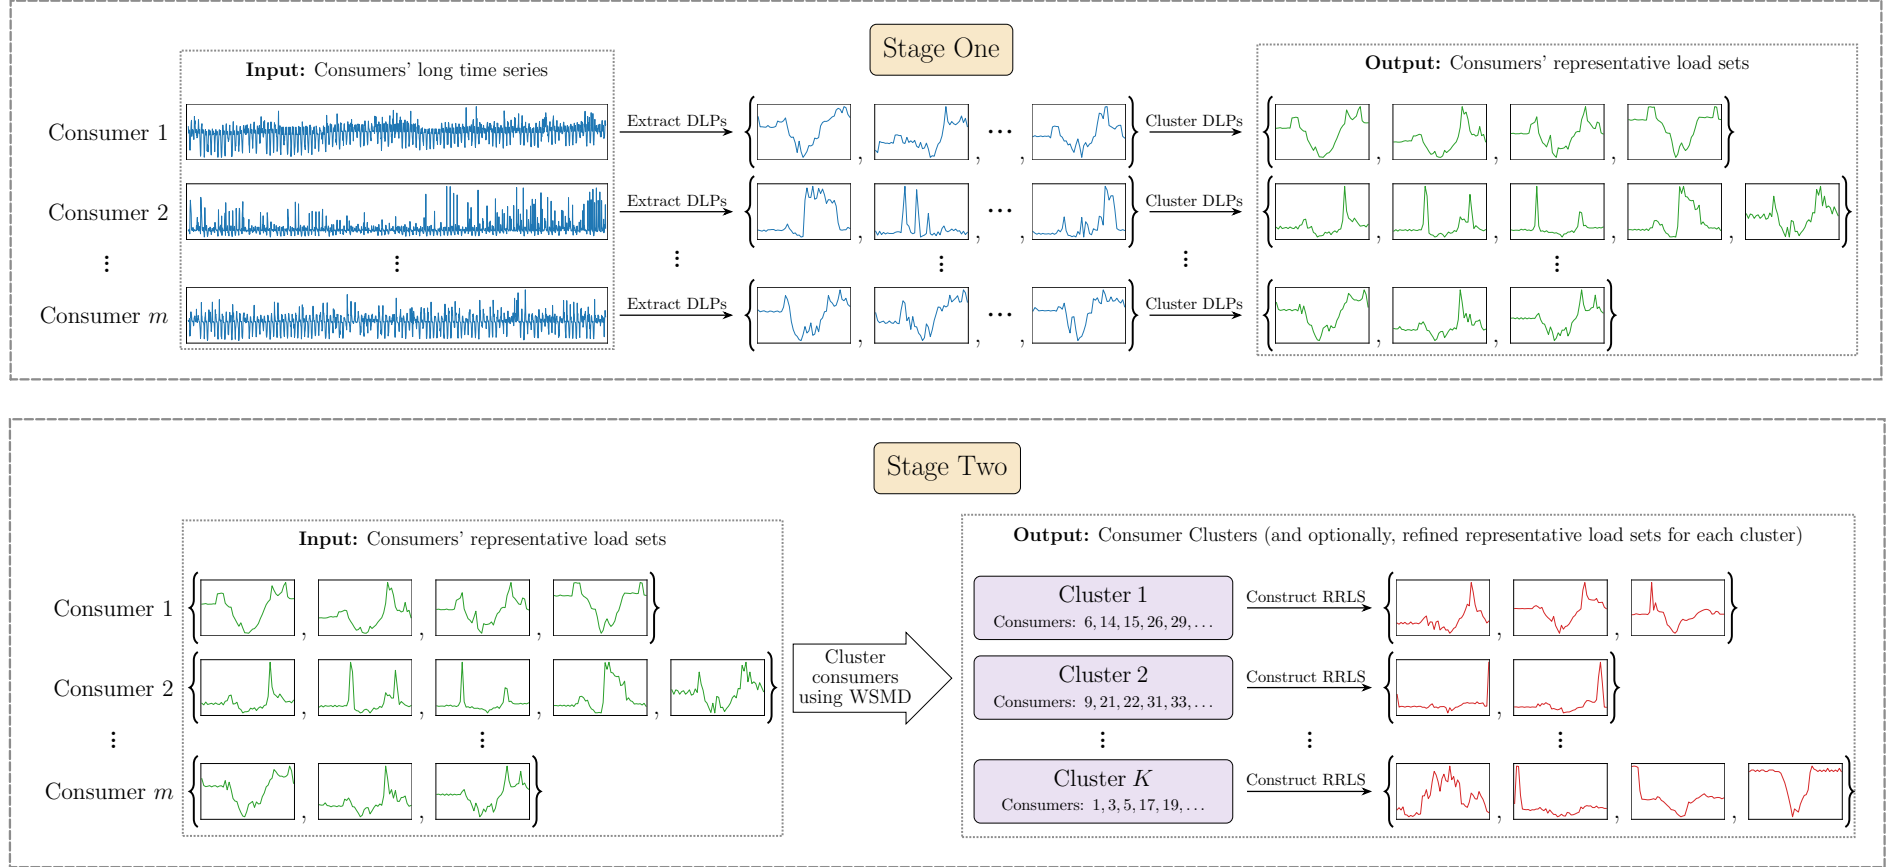 Stage One
Input: Consumers' long time series
Output: Consumers' representative load sets
Consumer 1
Extract DLPs
Cluster DLPs
Consumer 2
Extract DLPs
Cluster DLPs
Consumer m
Extract DLPs
Cluster DLPs
Stage Two
Input: Consumers' representative load sets
Output: Consumer Clusters (and optionally, refined representative load sets for each cluster)
Consumer 1
Consumer 2
Consumer m
Cluster
consumers
using WSMD
Cluster 1
Consumers: 6, 14, 15, 26, 29, . . .
Construct RRLS
Cluster 2
Consumers: 9, 21, 22, 31, 33, . . .
Construct RRLS
Cluster K
Consumers: 1, 3, 5, 17, 19, . . .
Construct RRLS